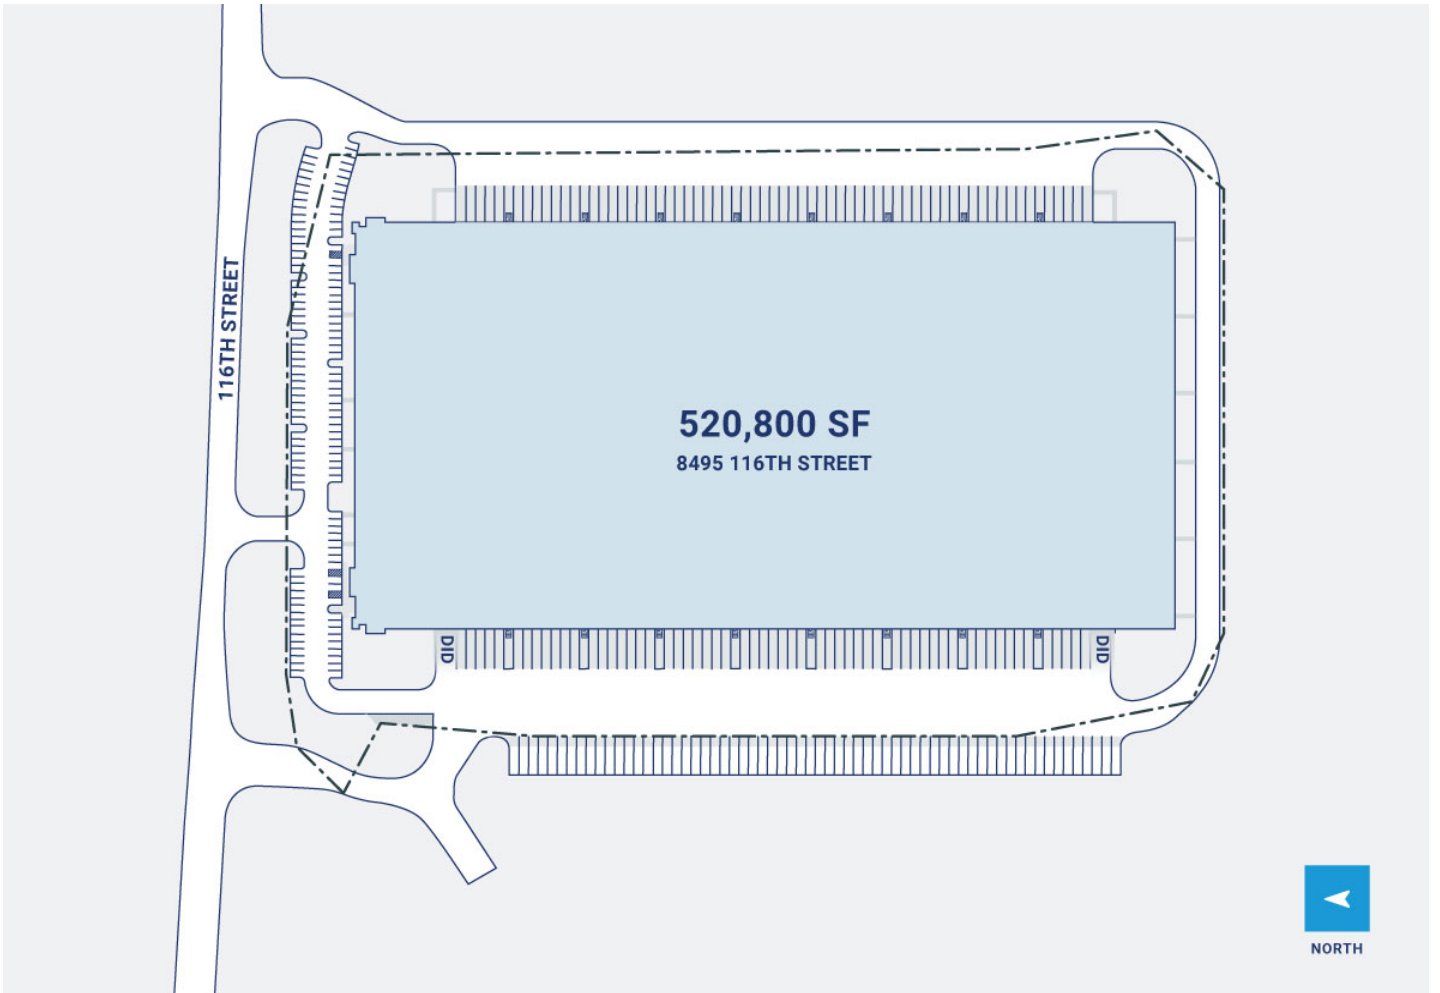 116TH STREET
520,800 SF
8495 116TH STREET
DID
DID
NORTH